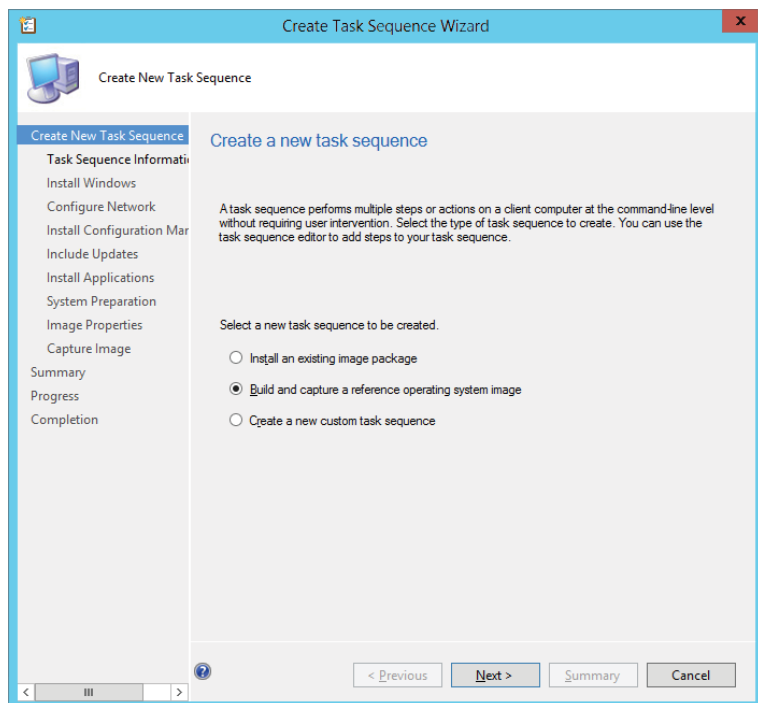 Create Task Sequence Wizard
x
Create New Task Sequence
Create New Task Sequence
Task Sequence Informati
Install Windows
Configure Network
Install Configuration Mar
Include Updates
Install Applications
System Preparation
Image Properties
Capture Image
Summary
Progress
Completion
Create a new task sequence
A task sequence performs multiple steps or actions on a client computer at the command-line level
without requiring user intervention. Select the type of task sequence to create. You can use the
task sequence editor to add steps to your task sequence.
Select a new task sequence to be created.
Install an existing image package
Build and capture a reference operating system image
Create a new custom task sequence
?
< Previous
Next >
Summary
Cancel